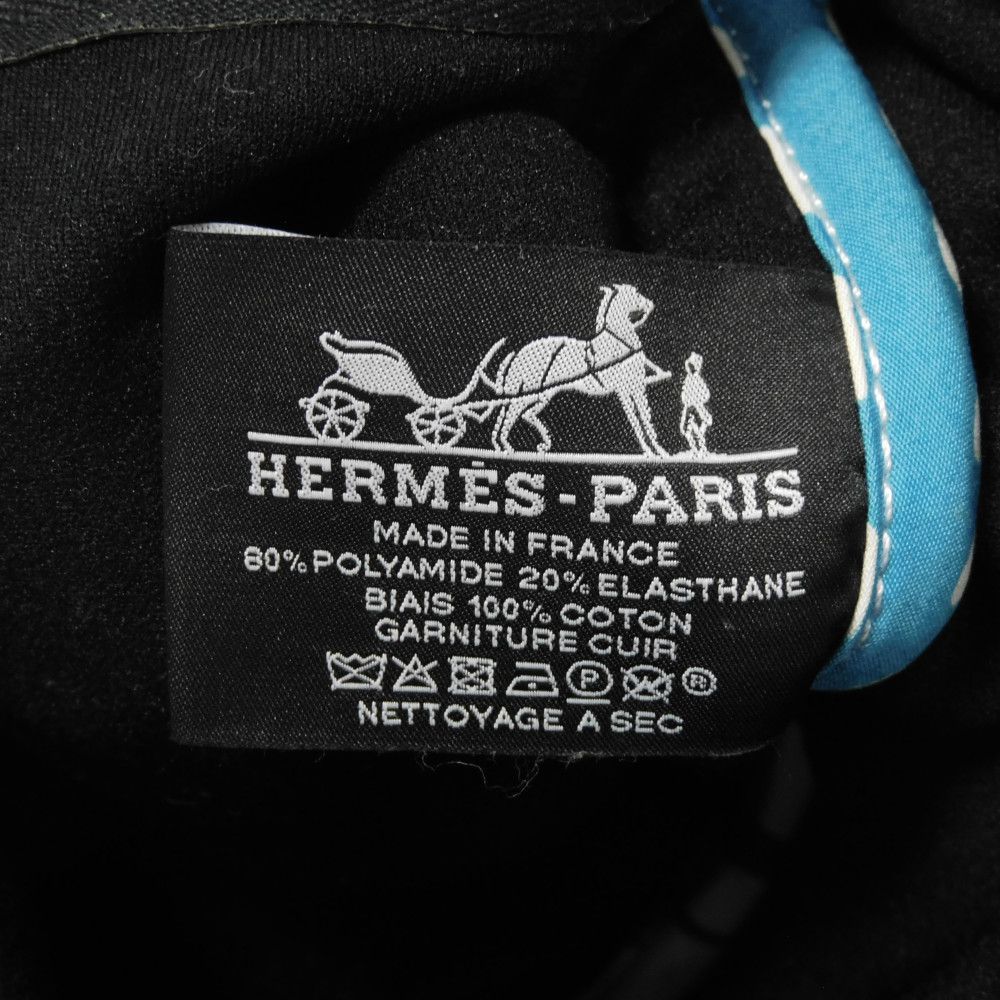 HERMÈS-PARIS
MADE IN FRANCE
80% POLYAMIDE 20% ELASTHANE
BIAIS 100% COTON
GARNITURE CUIR
P A ®
NETTOYAGE A SEC